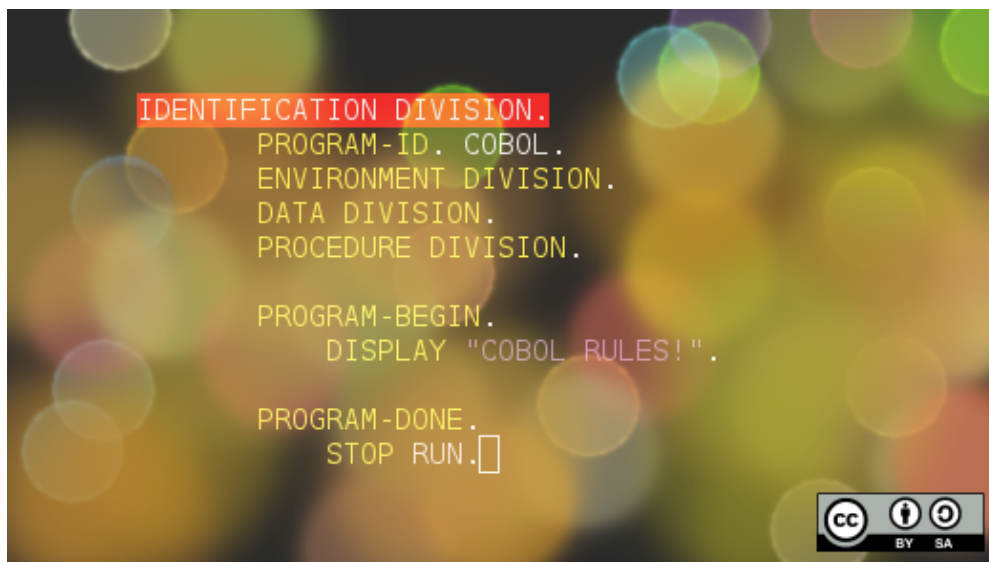 IDENTIFICATION DIVISION.
PROGRAM-ID. COBOL.
ENVIRONMENT DIVISION.
DATA DIVISION.
PROCEDURE DIVISION.
PROGRAM-BEGIN.
DISPLAY "COBOL RULES!".
PROGRAM-DONE.
STOP RUN.
cc
BY SA